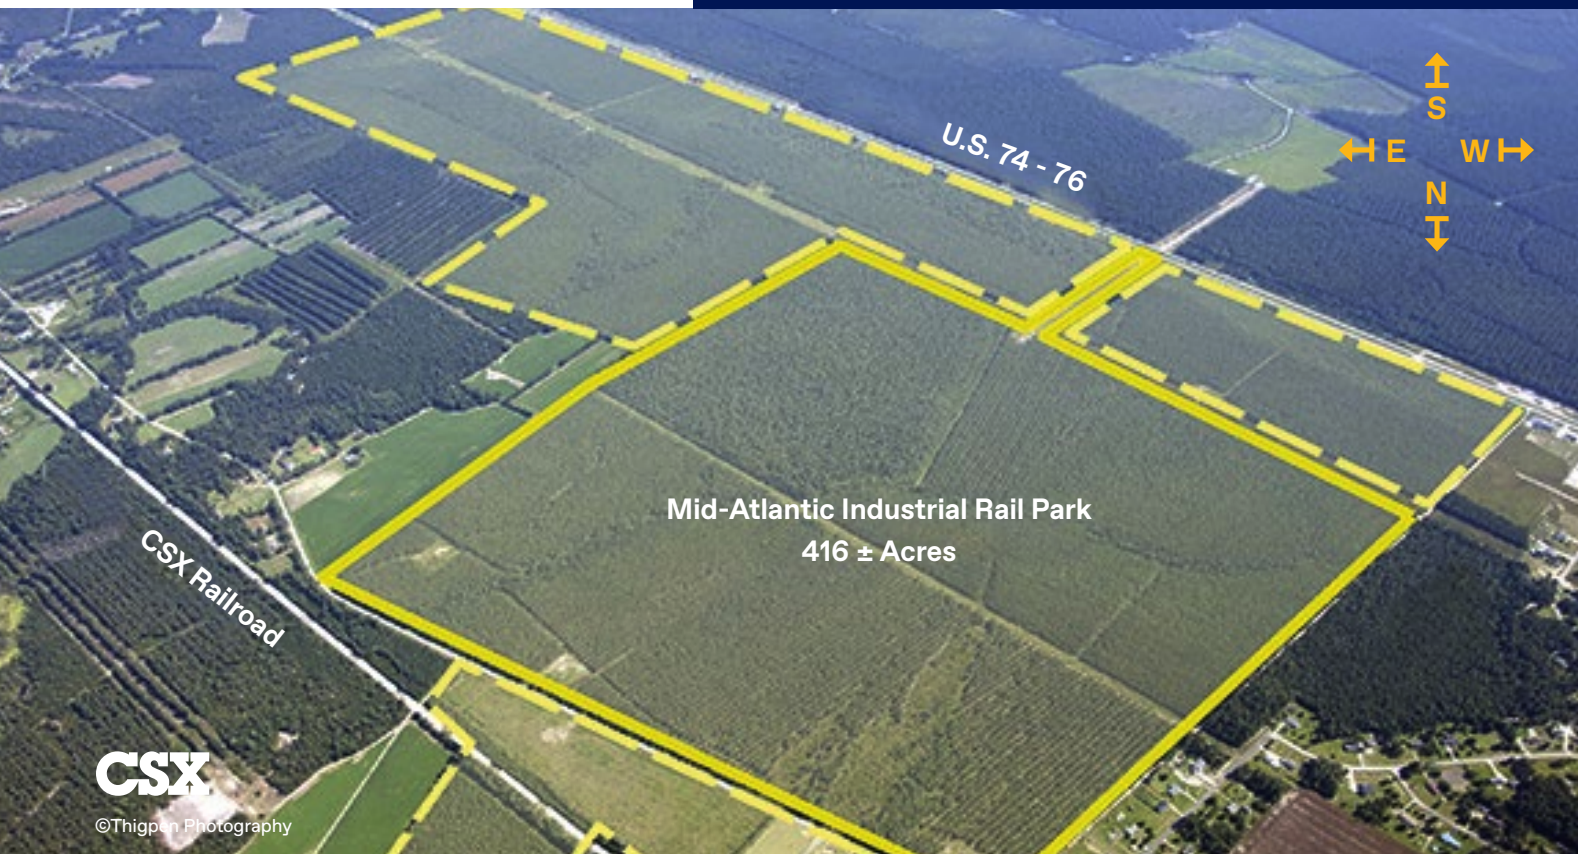 S
E W
N
U.S. 74 - 76
Mid-Atlantic Industrial Rail Park
416 ± Acres
CSX Railroad
CSX
©Thigpen Photography